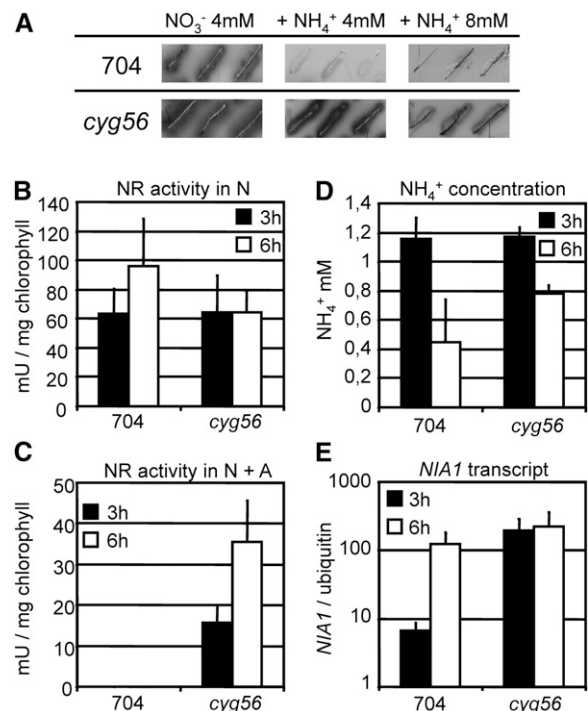 A
NO₃⁻ 4mM + NH₄⁺ 4mM + NH₄⁺ 8mM
704
cyg56
B
NR activity in N
mU / mg chlorophyll
140
120
100
80
60
40
20
0
3h
6h
704 cyg56
C
NR activity in N + A
mU / mg chlorophyll
50
40
30
20
10
0
3h
6h
704 cyg56
D
NH₄⁺ concentration
NH₄⁺ mM
1,4
1,2
1
0,8
0,6
0,4
0,2
0
3h
6h
704 cyg56
E
NIA1 transcript
NIA1 / ubiquitin
1000
100
10
1
3h
6h
704 cyg56